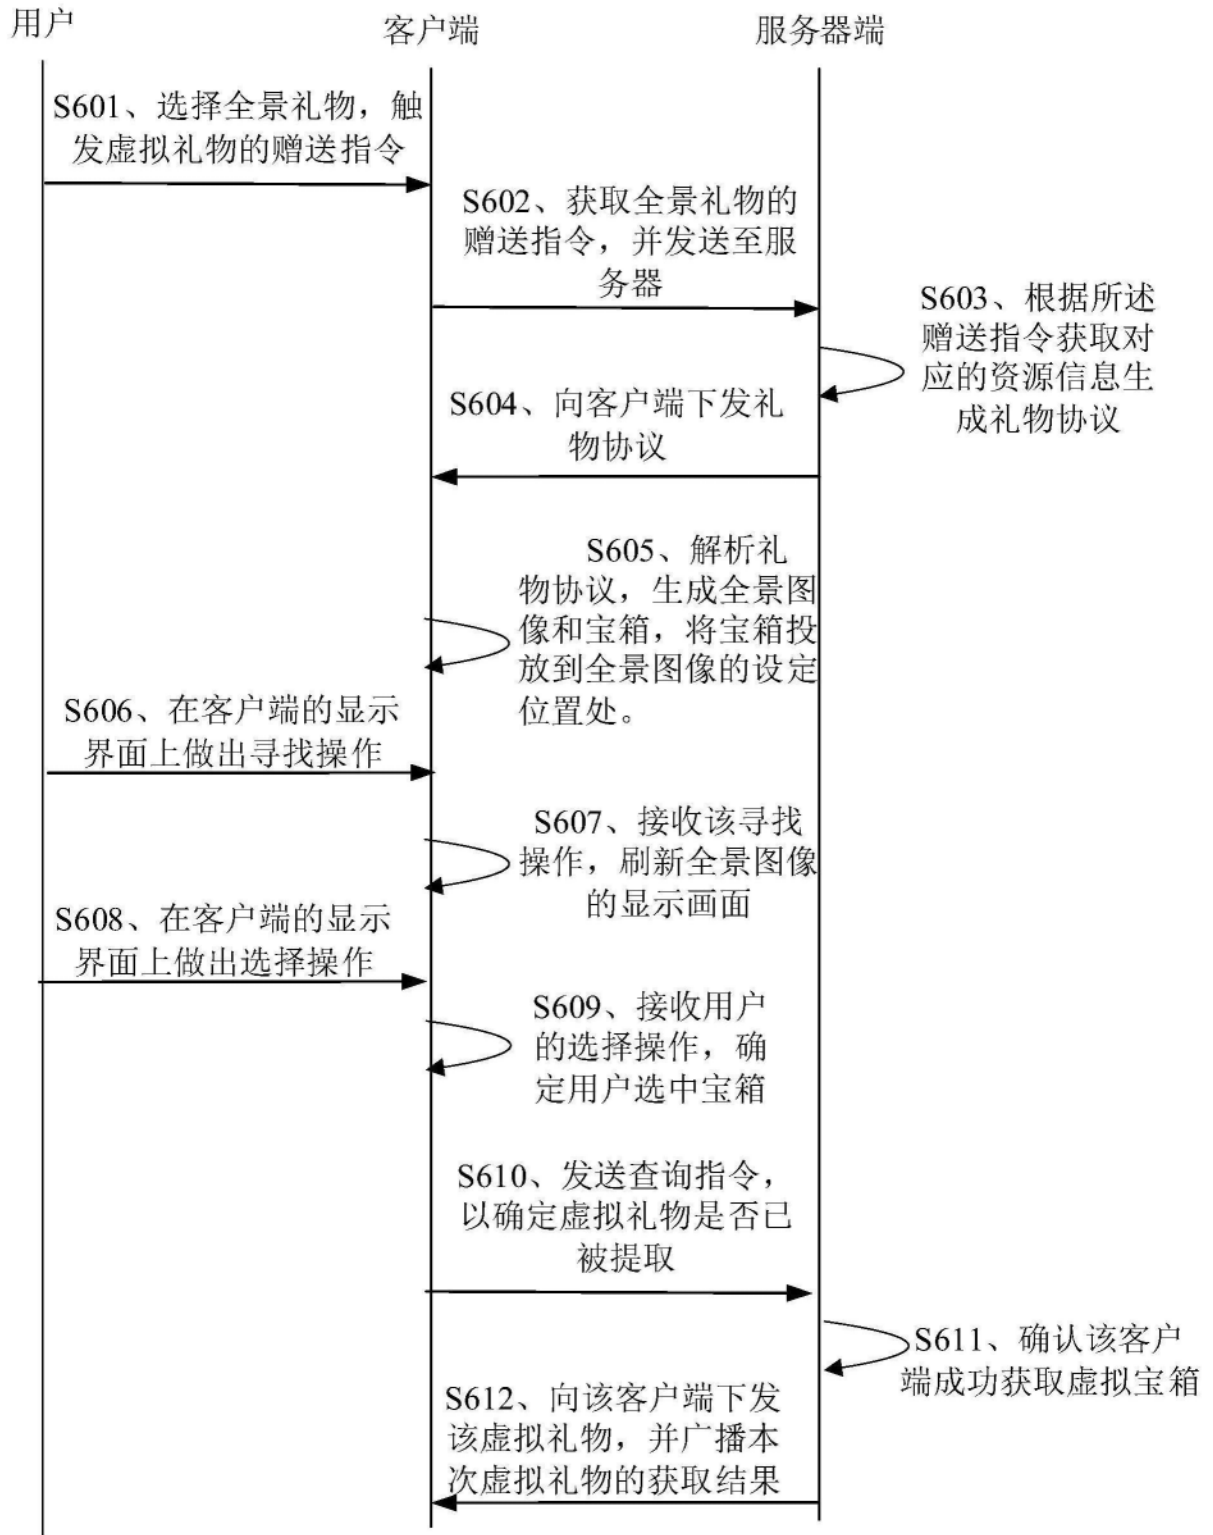 用户
客户端
服务器端
S601、选择全景礼物，触
发虚拟礼物的赠送指令
S602、获取全景礼物的
赠送指令，并发送至服
务器
S603、根据所述
赠送指令获取对
应的资源信息生
成礼物协议
S604、向客户端下发礼
物协议
S605、解析礼
物协议，生成全景图
像和宝箱，将宝箱投
放到全景图像的设定
位置处。
S606、在客户端的显示
界面上做出寻找操作
S607、接收该寻找
操作，刷新全景图像
的显示画面
S608、在客户端的显示
界面上做出选择操作
S609、接收用户
的选择操作，确
定用户选中宝箱
S610、发送查询指令，
以确定虚拟礼物是否已
被提取
S611、确认该客户
端成功获取虚拟宝箱
S612、向该客户端下发
该虚拟礼物，并广播本
次虚拟礼物的获取结果